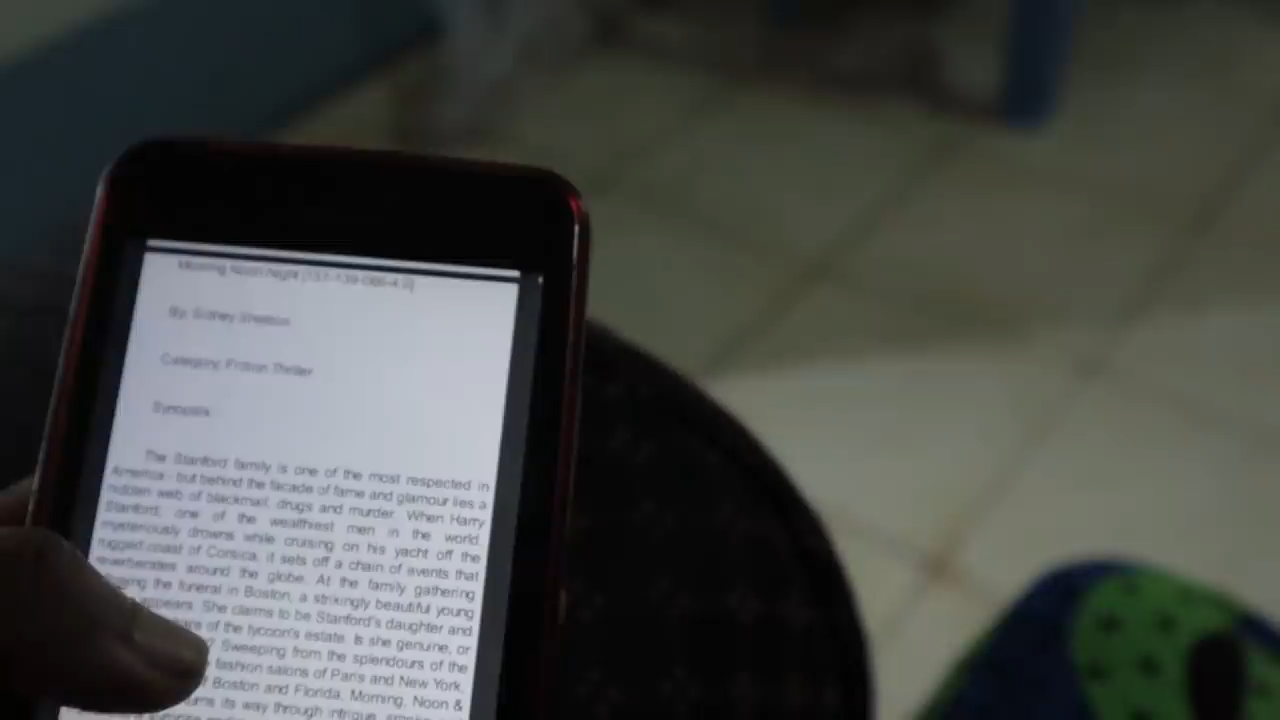 Morning Noon Night
By: Sidney Sheldon
Category: Fiction Thriller
Synopsis:
The Stanford family is one of the most respected in
America - but behind the facade of fame and glamour lies a
hidden web of blackmail, drugs and murder. When Harry
Stanford, one of the wealthiest men in the world,
mysteriously drowns while cruising on his yacht off the
rugged coast of Corsica, it sets off a chain of events that
reverberates around the globe. At the family gathering
the funeral in Boston, a strikingly beautiful young
appears. She claims to be Stanford's daughter and
of the tycoon's estate. Is she genuine, or
? Sweeping from the splendours of the
fashion salons of Paris and New York,
Boston and Florida, Morning, Noon &
its way through intrigue,